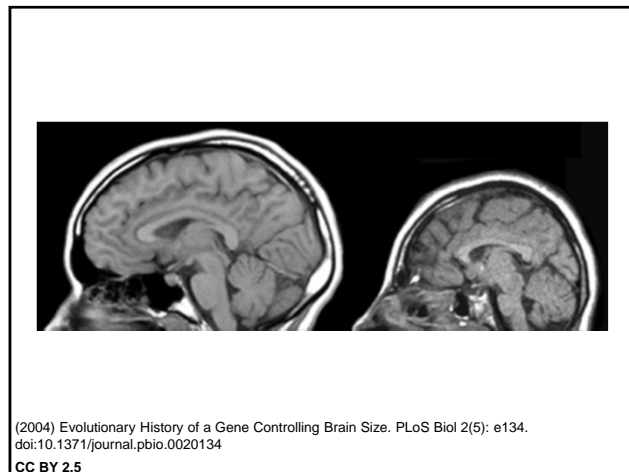 (2004) Evolutionary History of a Gene Controlling Brain Size. PLoS Biol 2(5): e134.
doi:10.1371/journal.pbio.0020134
CC BY 2.5